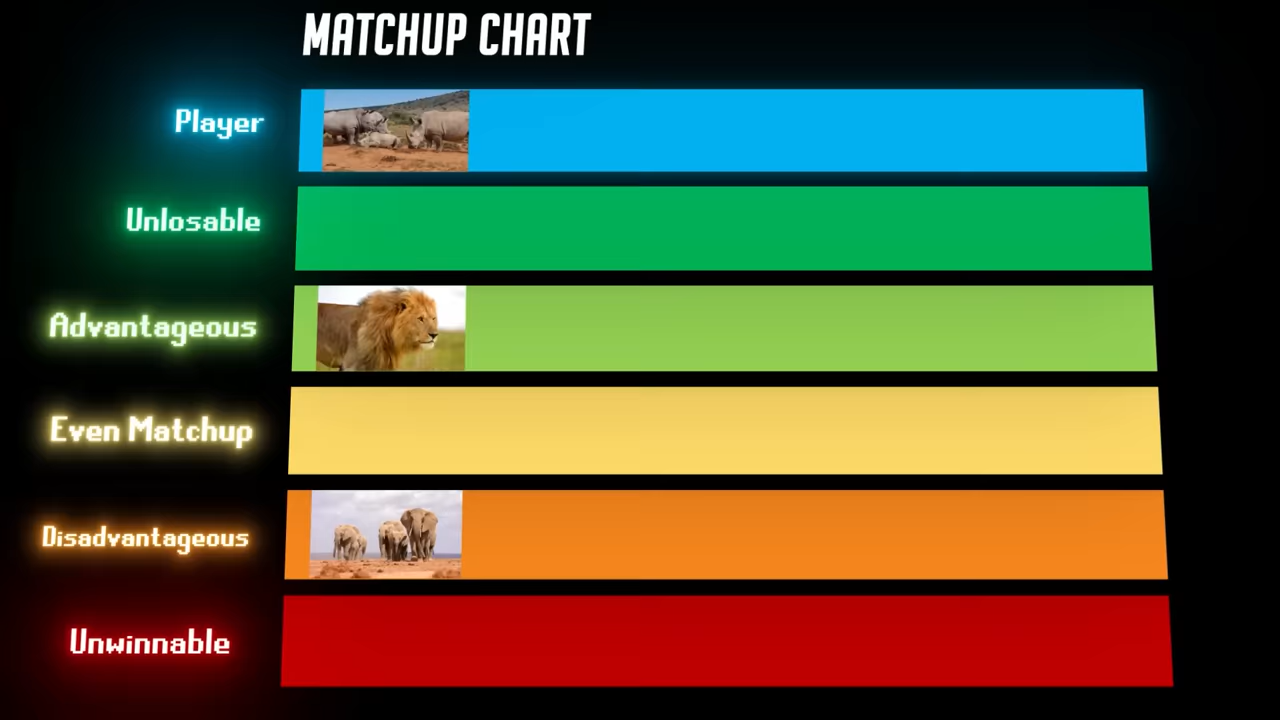 MATCHUP CHART
Player
Unlosable
Advantageous
Even Matchup
Disadvantageous
Unwinnable